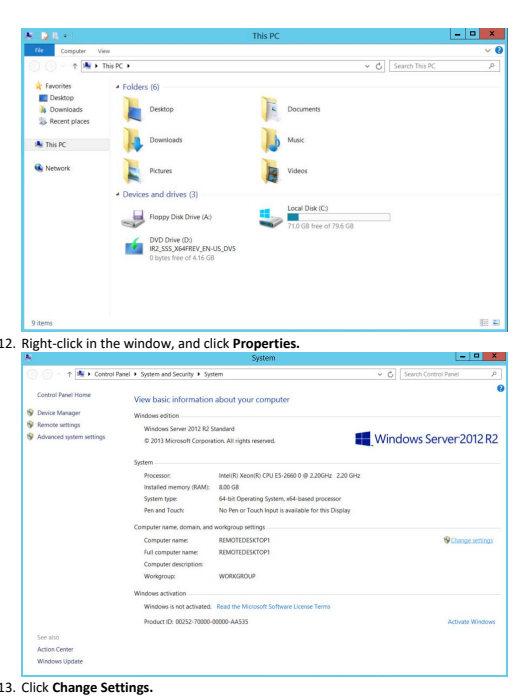 This PC
File Computer View
This PC
Search This PC
Favorites
Desktop
Downloads
Recent places
This PC
Network
Folders (6)
Desktop
Documents
Downloads
Music
Pictures
Videos
Devices and drives (3)
Floppy Disk Drive (A:)
Local Disk (C:)
71.0 GB free of 79.6 GB
DVD Drive (D:)
IR2_SSS_X64FREV_EN-US_DV5
0 bytes free of 4.16 GB
9 items
12. Right-click in the window, and click Properties.
System
Control Panel System and Security System
Search Control Panel
Control Panel Home
Device Manager
Remote settings
Advanced system settings
See also
Action Center
Windows Update
View basic information about your computer
Windows edition
Windows Server 2012 R2 Standard
© 2013 Microsoft Corporation. All rights reserved.
Windows Server 2012 R2
System
Processor: Intel(R) Xeon(R) CPU E5-2660 0 @ 2.20GHz 2.20 GHz
Installed memory (RAM): 8.00 GB
System type: 64-bit Operating System, x64-based processor
Pen and Touch: No Pen or Touch Input is available for this Display
Computer name, domain, and workgroup settings
Computer name: REMOTEDESKTOP1
Change settings
Full computer name: REMOTEDESKTOP1
Computer description:
Workgroup: WORKGROUP
Windows activation
Windows is not activated. Read the Microsoft Software License Terms
Product ID: 00252-70000-00000-AA535
Activate Windows
13. Click Change Settings.